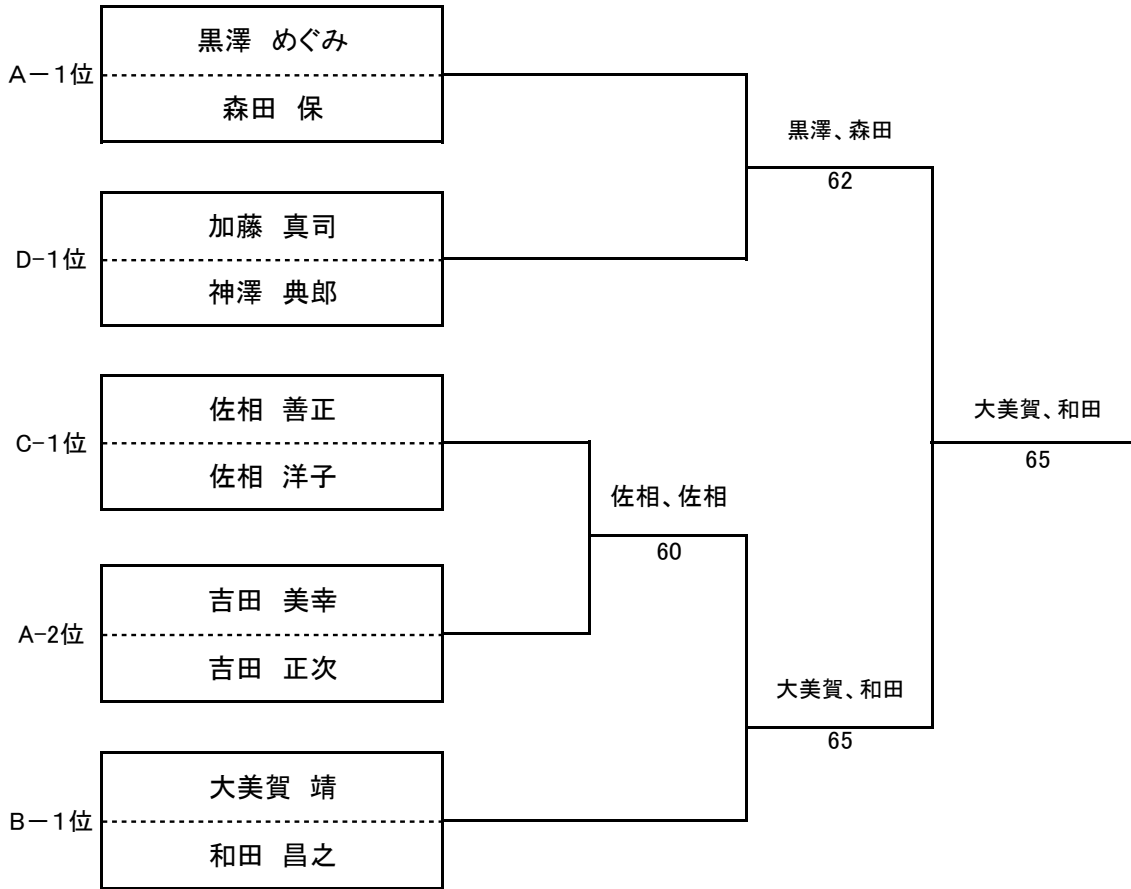 黒澤　めぐみ
A－１位
森田　保
黒澤、森田
62
加藤　真司
D-1位
神澤　典郎
佐相　善正
大美賀、和田
C-1位
65
佐相　洋子
佐相、佐相
60
吉田　美幸
A-2位
吉田　正次
大美賀、和田
65
大美賀　靖
B－１位
和田　昌之